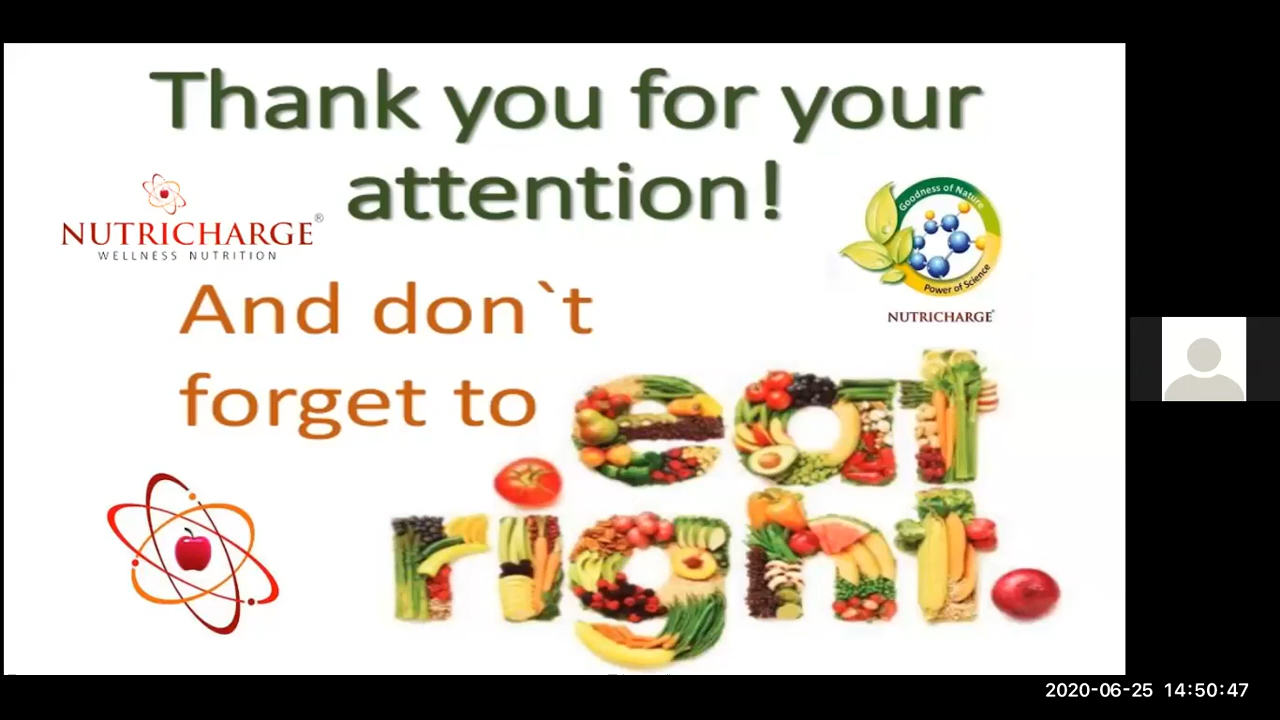 Thank you for your
attention!
NUTRICHARGE®
WELLNESS NUTRITION
Goodness of Nature
Power of Science
NUTRICHARGE®
And don`t
forget to
eat
right.
2020-06-25 14:50:47